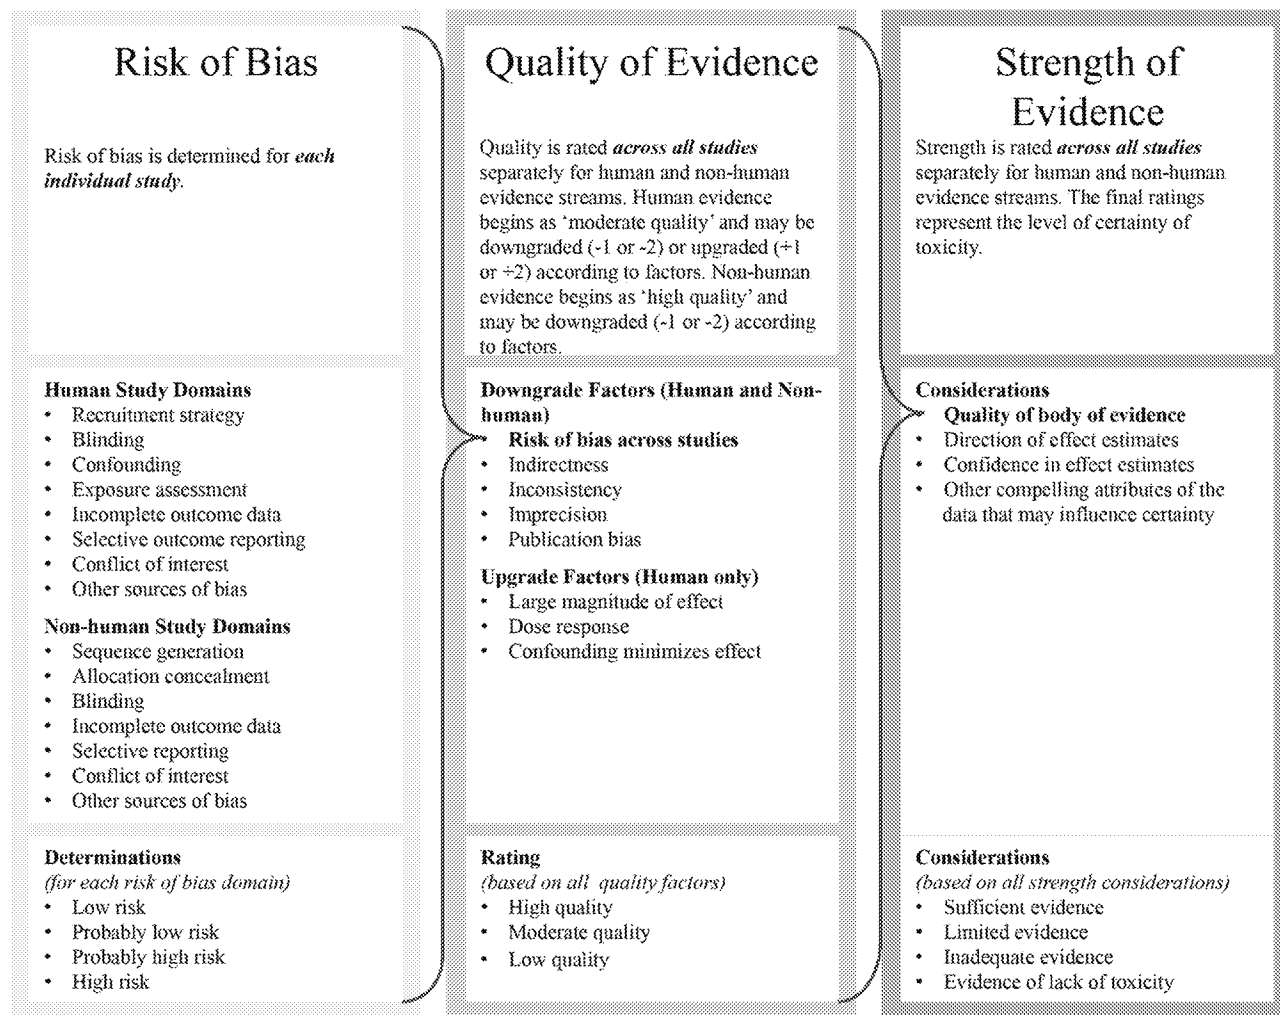 Risk of Bias
Risk of bias is determined for each
individual study.
Human Study Domains
• Recruitment strategy
• Blinding
• Confounding
• Exposure assessment
• Incomplete outcome data
• Selective outcome reporting
• Conflict of interest
• Other sources of bias
Non-human Study Domains
• Sequence generation
• Allocation concealment
• Blinding
• Incomplete outcome data
• Selective reporting
• Conflict of interest
• Other sources of bias
Determinations
(for each risk of bias domain)
• Low risk
• Probably low risk
• Probably high risk
• High risk
Quality of Evidence
Quality is rated across all studies
separately for human and non-human
evidence streams. Human evidence
begins as ‘moderate quality’ and may be
downgraded (-1 or -2) or upgraded (+1
or +2) according to factors. Non-human
evidence begins as ‘high quality’ and
may be downgraded (-1 or -2) according
to factors.
Downgrade Factors (Human and Non-
human)
• Risk of bias across studies
• Indirectness
• Inconsistency
• Imprecision
• Publication bias
Upgrade Factors (Human only)
• Large magnitude of effect
• Dose response
• Confounding minimizes effect
Rating
(based on all quality factors)
• High quality
• Moderate quality
• Low quality
Strength of
Evidence
Strength is rated across all studies
separately for human and non-human
evidence streams. The final ratings
represent the level of certainty of
toxicity.
Considerations
• Quality of body of evidence
• Direction of effect estimates
• Confidence in effect estimates
• Other compelling attributes of the
data that may influence certainty
Considerations
(based on all strength considerations)
• Sufficient evidence
• Limited evidence
• Inadequate evidence
• Evidence of lack of toxicity